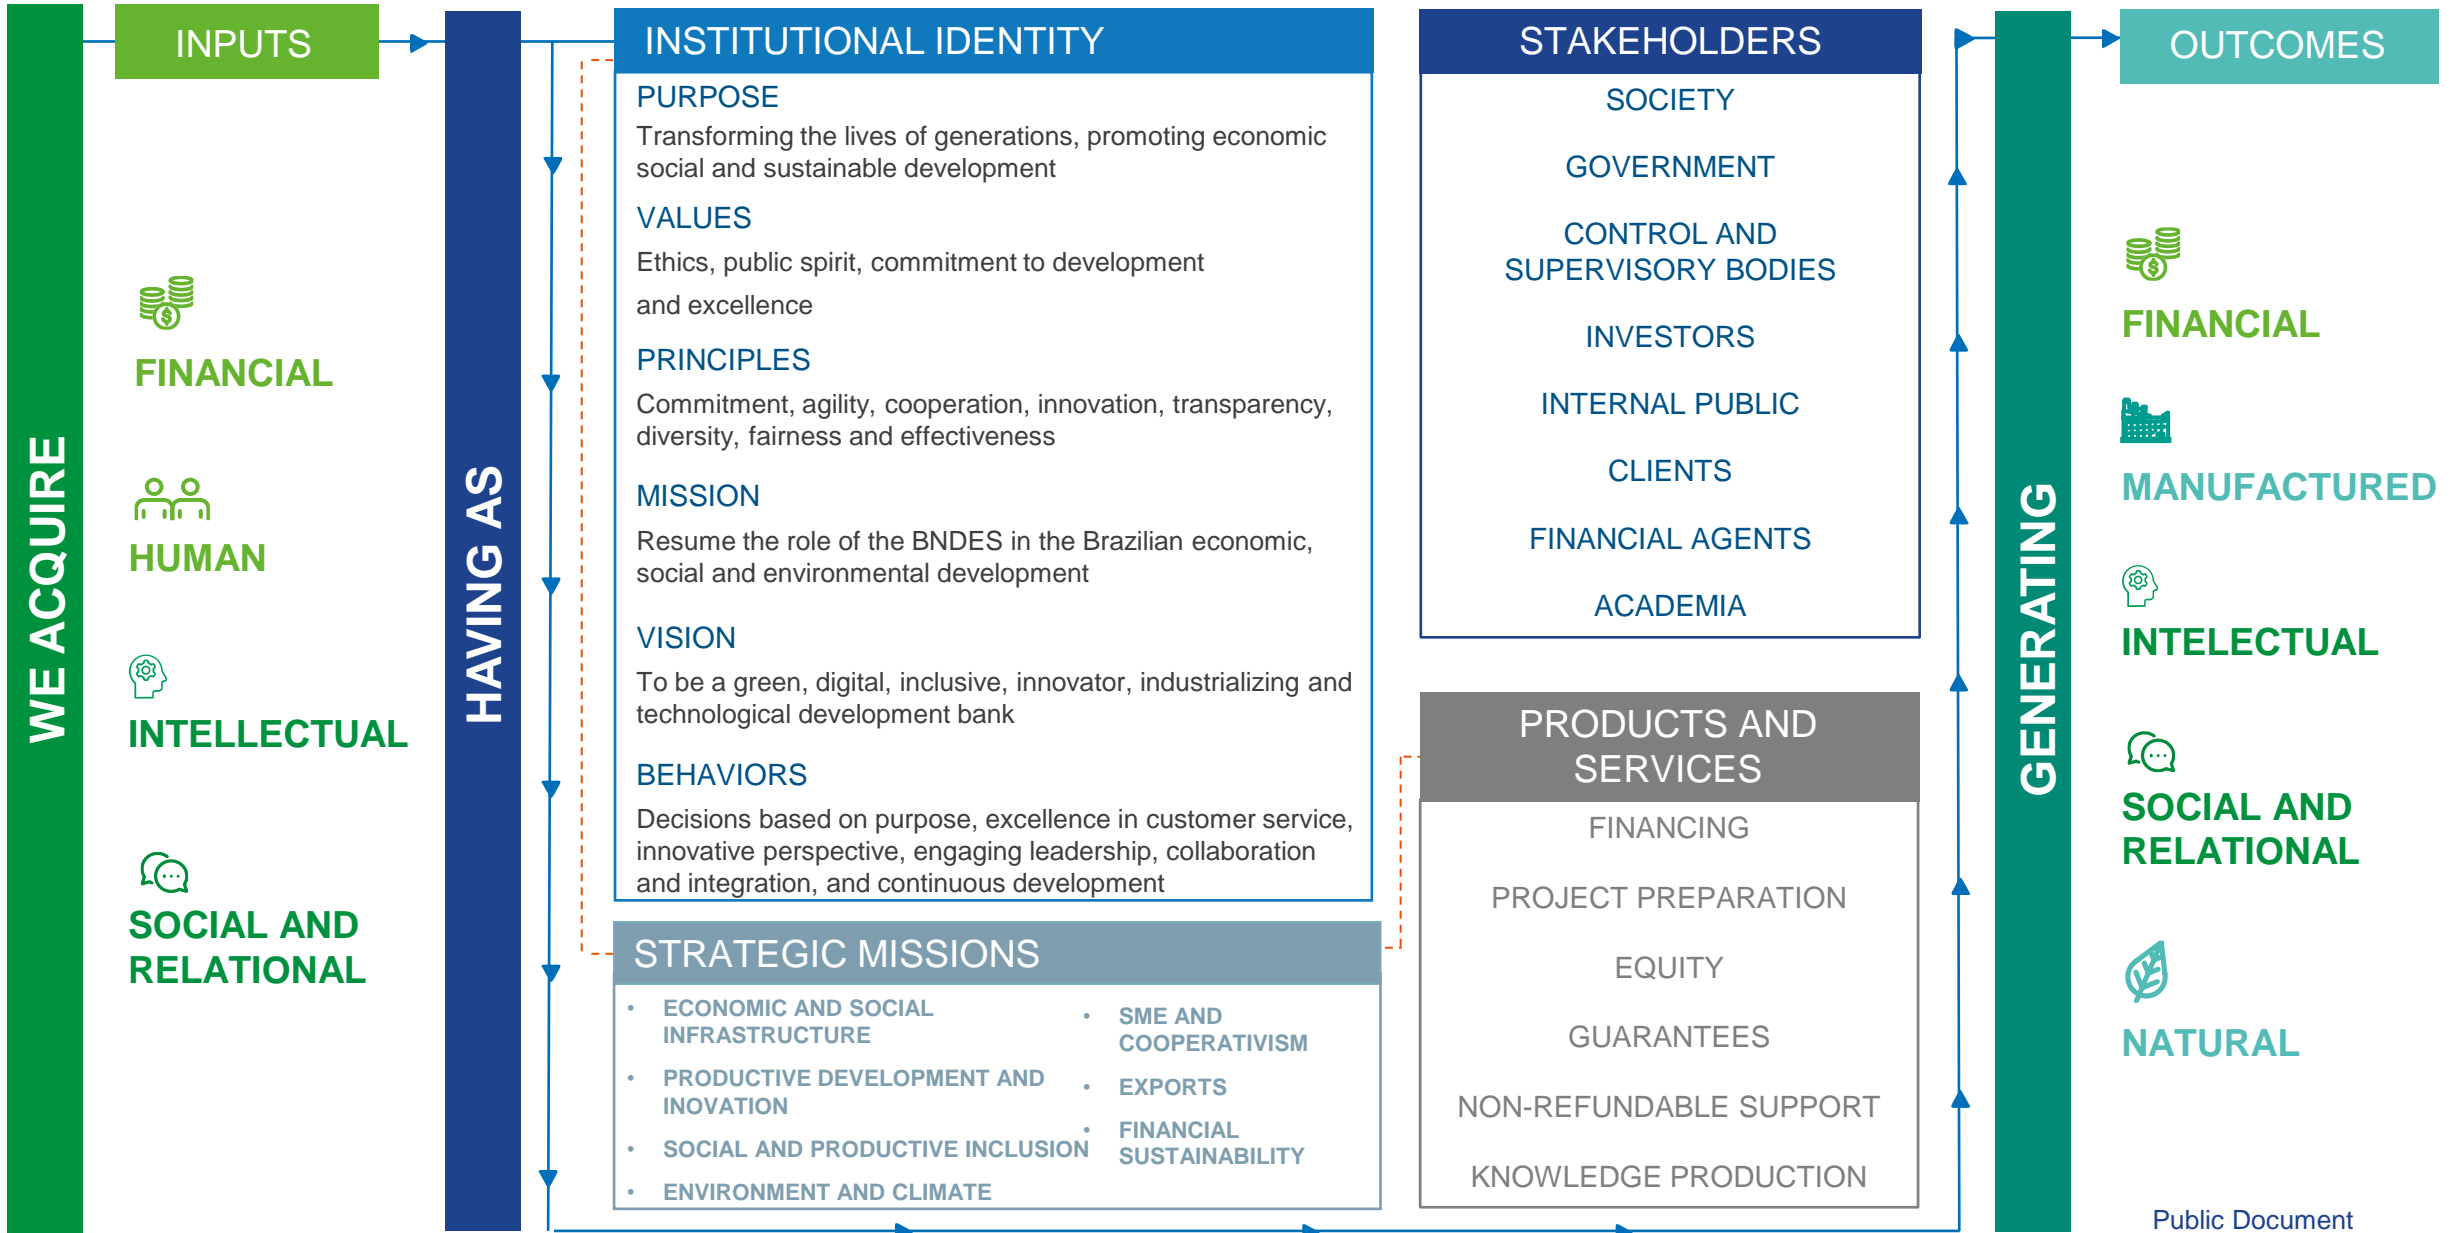 WE ACQUIRE
INPUTS
FINANCIAL
HUMAN
INTELLECTUAL
SOCIAL AND
RELATIONAL
HAVING AS
INSTITUTIONAL IDENTITY
PURPOSE
Transforming the lives of generations, promoting economic
social and sustainable development
VALUES
Ethics, public spirit, commitment to development
and excellence
PRINCIPLES
Commitment, agility, cooperation, innovation, transparency,
diversity, fairness and effectiveness
MISSION
Resume the role of the BNDES in the Brazilian economic,
social and environmental development
VISION
To be a green, digital, inclusive, innovator, industrializing and
technological development bank
BEHAVIORS
Decisions based on purpose, excellence in customer service,
innovative perspective, engaging leadership, collaboration
and integration, and continuous development
STRATEGIC MISSIONS
• ECONOMIC AND SOCIAL
INFRASTRUCTURE
• PRODUCTIVE DEVELOPMENT AND
INOVATION
• SOCIAL AND PRODUCTIVE INCLUSION
• ENVIRONMENT AND CLIMATE
• SME AND
COOPERATIVISM
• EXPORTS
• FINANCIAL
SUSTAINABILITY
STAKEHOLDERS
SOCIETY
GOVERNMENT
CONTROL AND
SUPERVISORY BODIES
INVESTORS
INTERNAL PUBLIC
CLIENTS
FINANCIAL AGENTS
ACADEMIA
PRODUCTS AND
SERVICES
FINANCING
PROJECT PREPARATION
EQUITY
GUARANTEES
NON-REFUNDABLE SUPPORT
KNOWLEDGE PRODUCTION
GENERATING
OUTCOMES
FINANCIAL
MANUFACTURED
INTELECTUAL
SOCIAL AND
RELATIONAL
NATURAL
Public Document